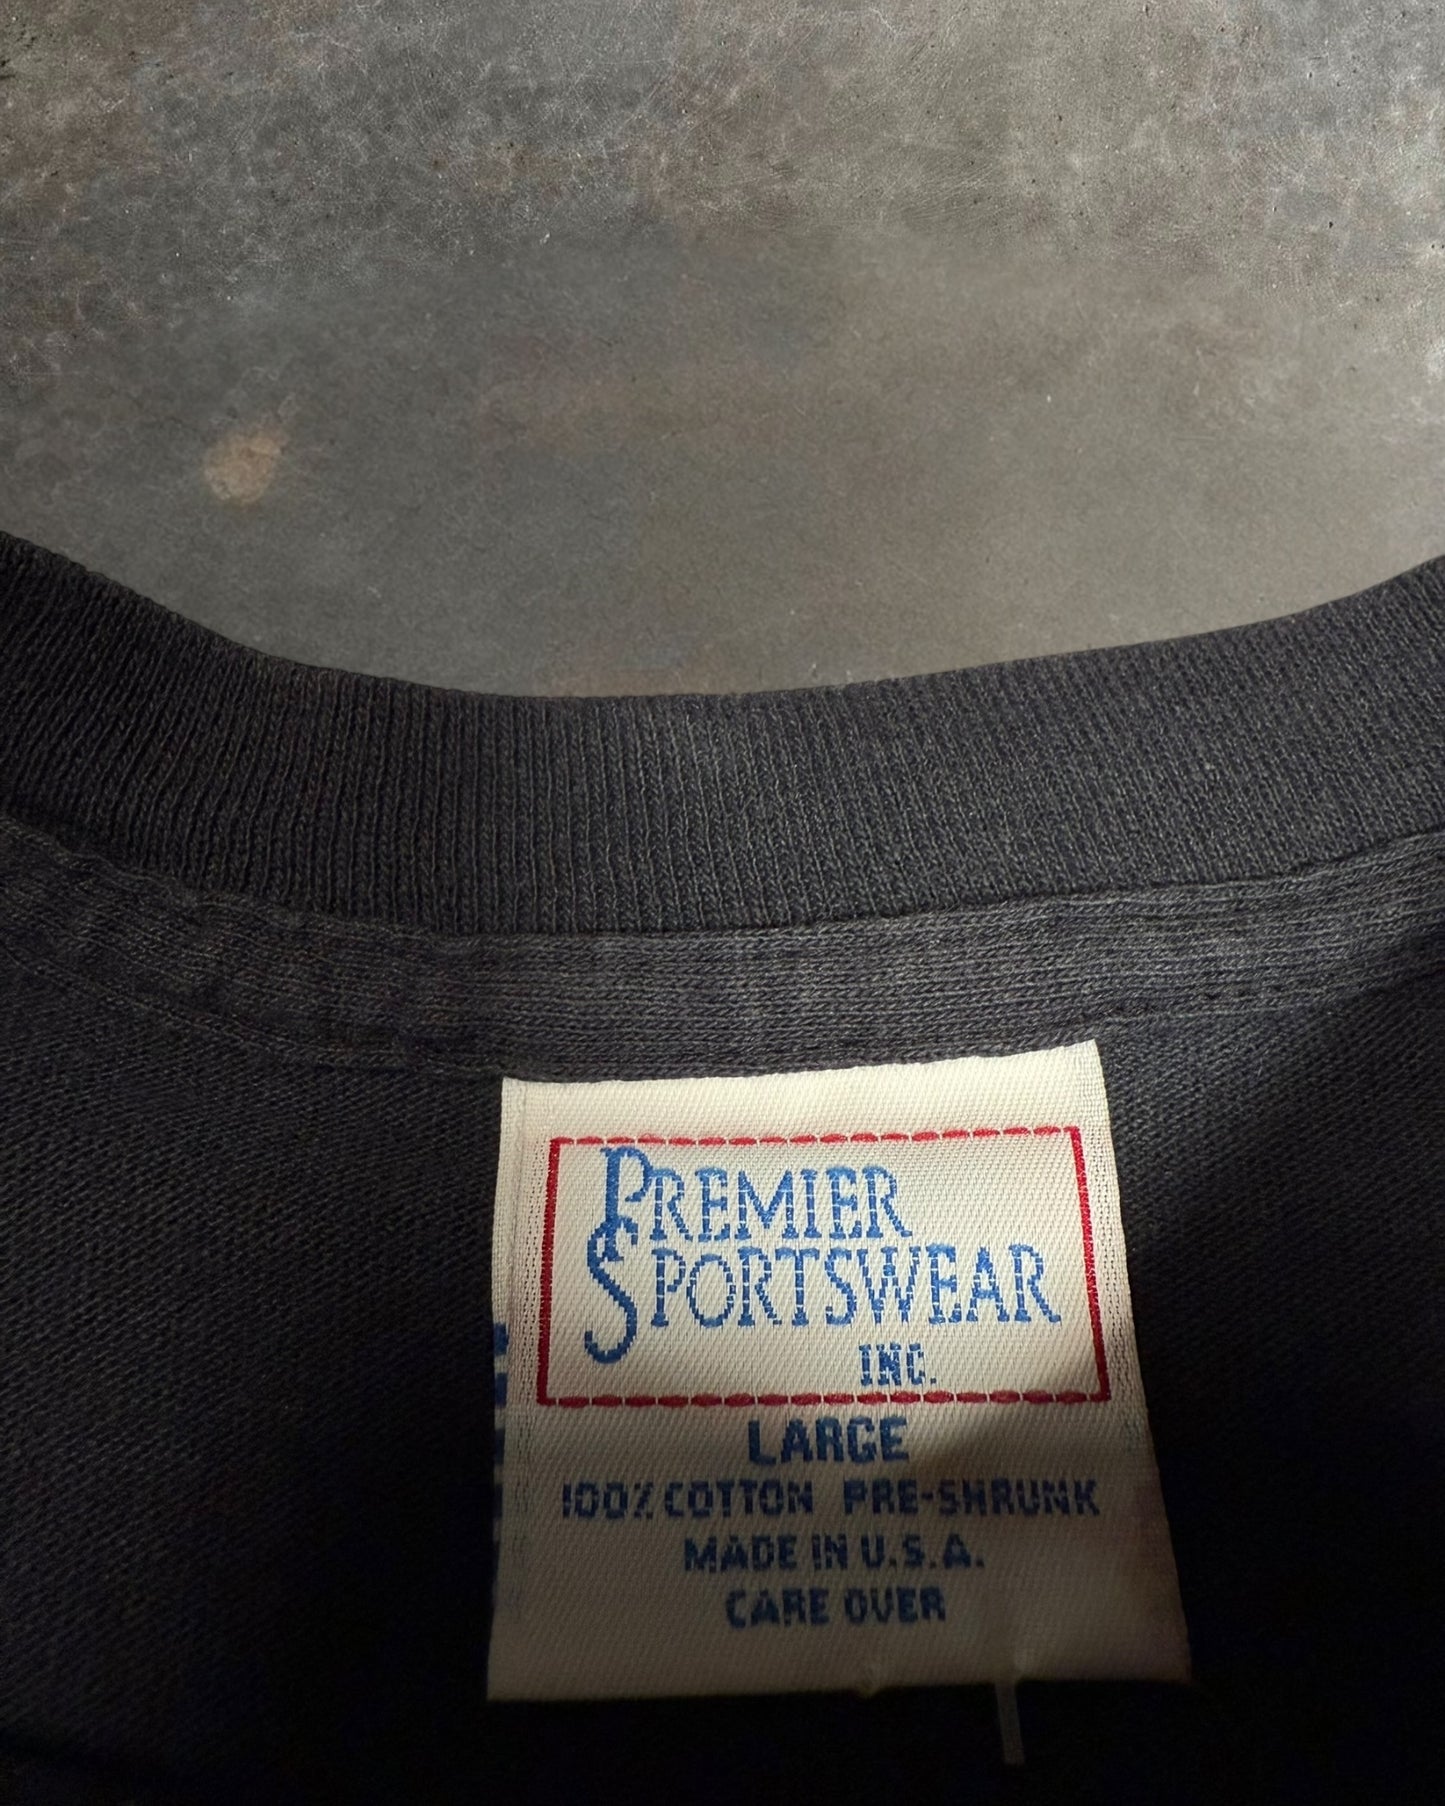 PREMIER
SPORTSWEAR
INC.
LARGE
100% COTTON PRE-SHRUNK
MADE IN U.S.A.
CARE OVER